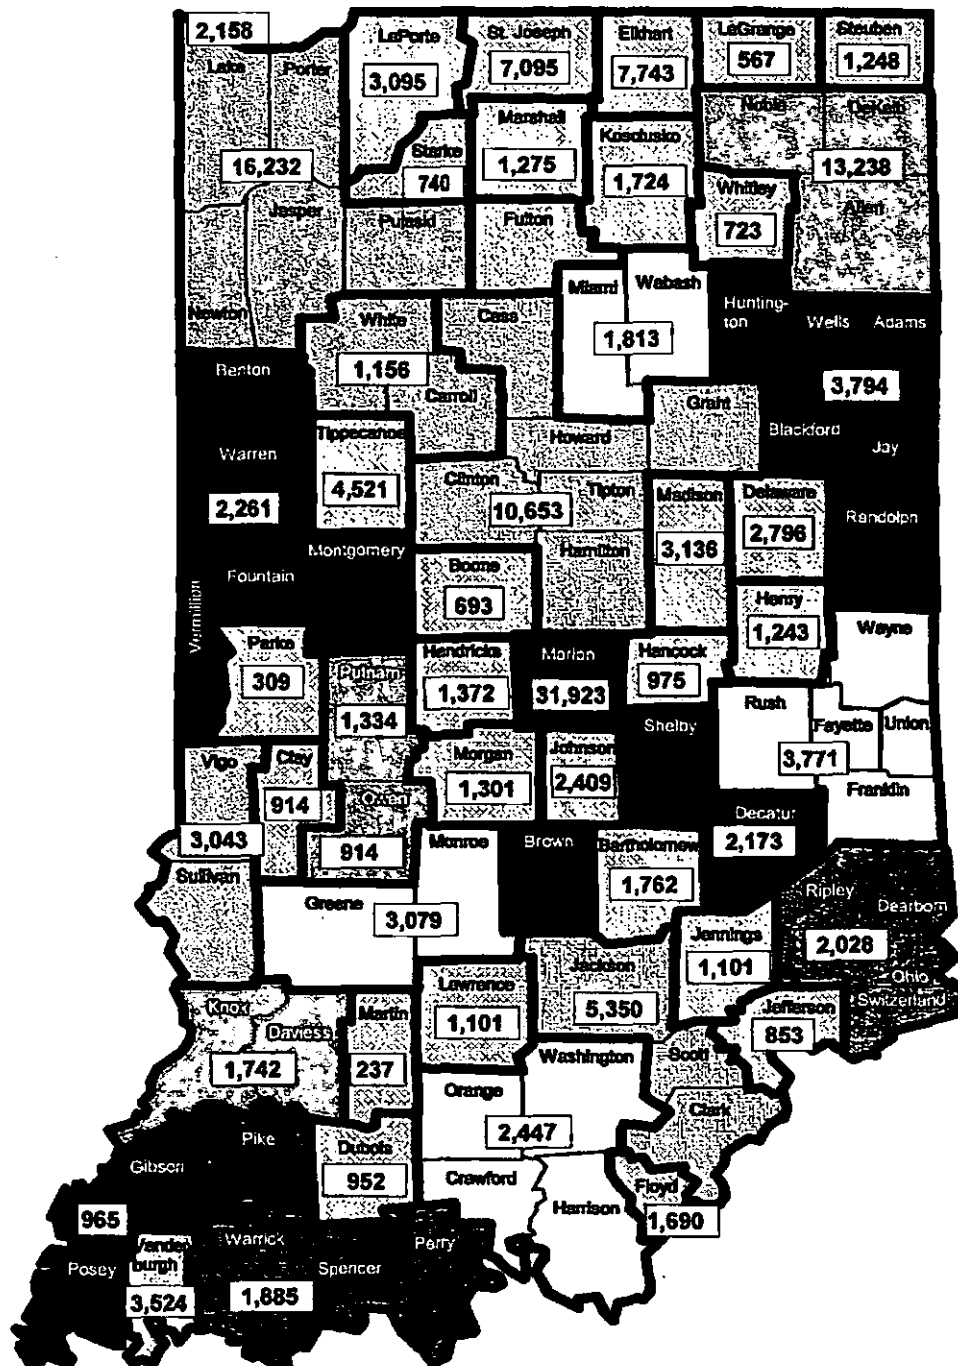 2,158
LaPorte
St. Joseph
Elkhart
LaGrange
Steuben
Lake
Porter
3,095
7,095
7,743
567
1,248
Marshall
Noble
DeKalb
Starke
Kosciusko
16,232
740
1,275
1,724
Whitley
13,238
Jasper
Pulaski
Fulton
723
Allen
Miami
Wabash
Newton
White
Cass
Hunting-
ton
Wells
Adams
1,813
Benton
1,156
Carroll
3,794
Grant
Tippecanoe
Howard
Blackford
Jay
Warren
4,521
Clinton
Tipton
Madison
Delaware
2,261
10,653
Randolph
3,136
2,796
Montgomery
Hamilton
Fountain
Boone
Vermillion
693
Henry
1,243
Wayne
Parke
Hendricks
Marion
Hancock
309
Putnam
1,372
31,923
975
1,334
Rush
Shelby
Fayette
Union
Vigo
Clay
Morgan
Johnson
3,771
914
1,301
2,409
Franklin
Owen
Decatur
3,043
914
Monroe
Brown
Bartholomew
2,173
Sullivan
1,762
Ripley
Greene
3,079
Dearborn
Jennings
2,028
Jackson
1,101
Ohio
Lawrence
Switzerland
Knox
Daviess
Martin
1,101
5,350
Jefferson
853
1,742
237
Washington
Scott
Orange
Clark
Pike
2,447
Gibson
Dubois
952
Crawford
Floyd
Harrison
965
1,690
Warrick
Perry
Posey
Vander
burgh
Spencer
3,524
1,885